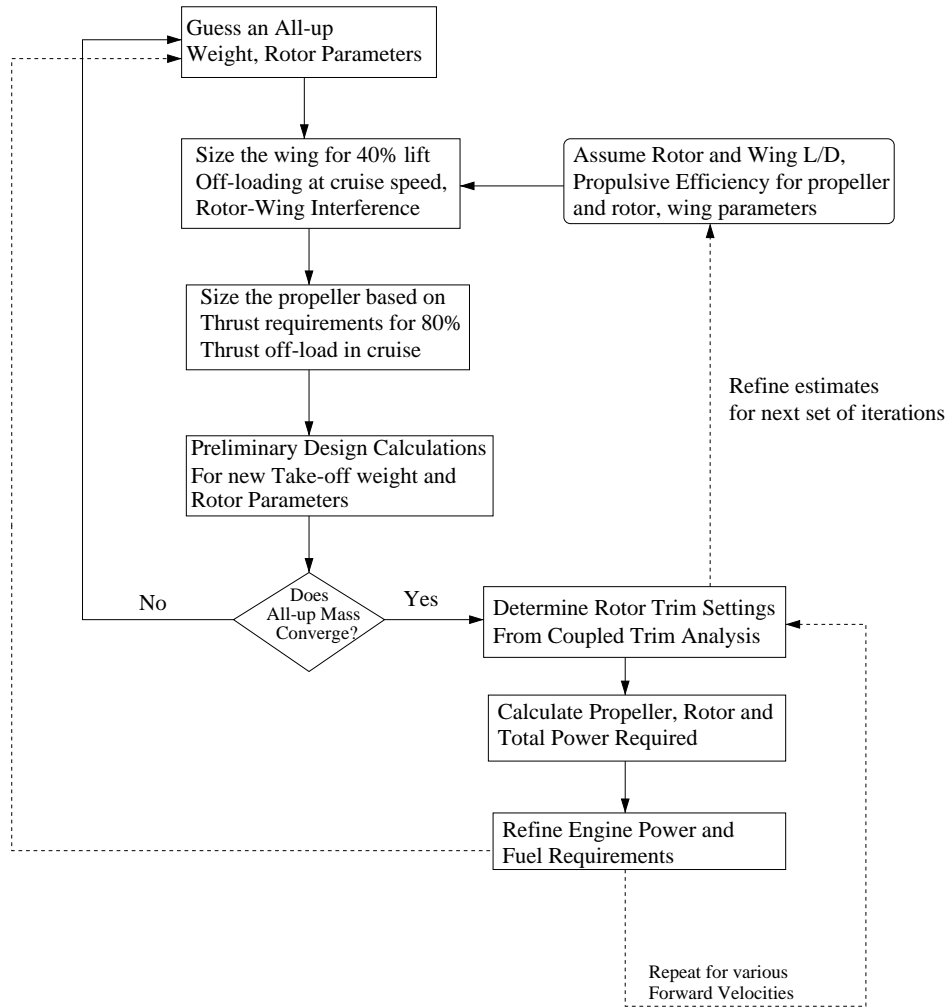 Guess an All-up
Weight, Rotor Parameters
Size the wing for 40% lift
Off-loading at cruise speed,
Rotor-Wing Interference
Assume Rotor and Wing L/D,
Propulsive Efficiency for propeller
and rotor, wing parameters
Size the propeller based on
Thrust requirements for 80%
Thrust off-load in cruise
Refine estimates
for next set of iterations
Preliminary Design Calculations
For new Take-off weight and
Rotor Parameters
No
Does
All-up Mass
Converge?
Yes
Determine Rotor Trim Settings
From Coupled Trim Analysis
Calculate Propeller, Rotor and
Total Power Required
Refine Engine Power and
Fuel Requirements
Repeat for various
Forward Velocities